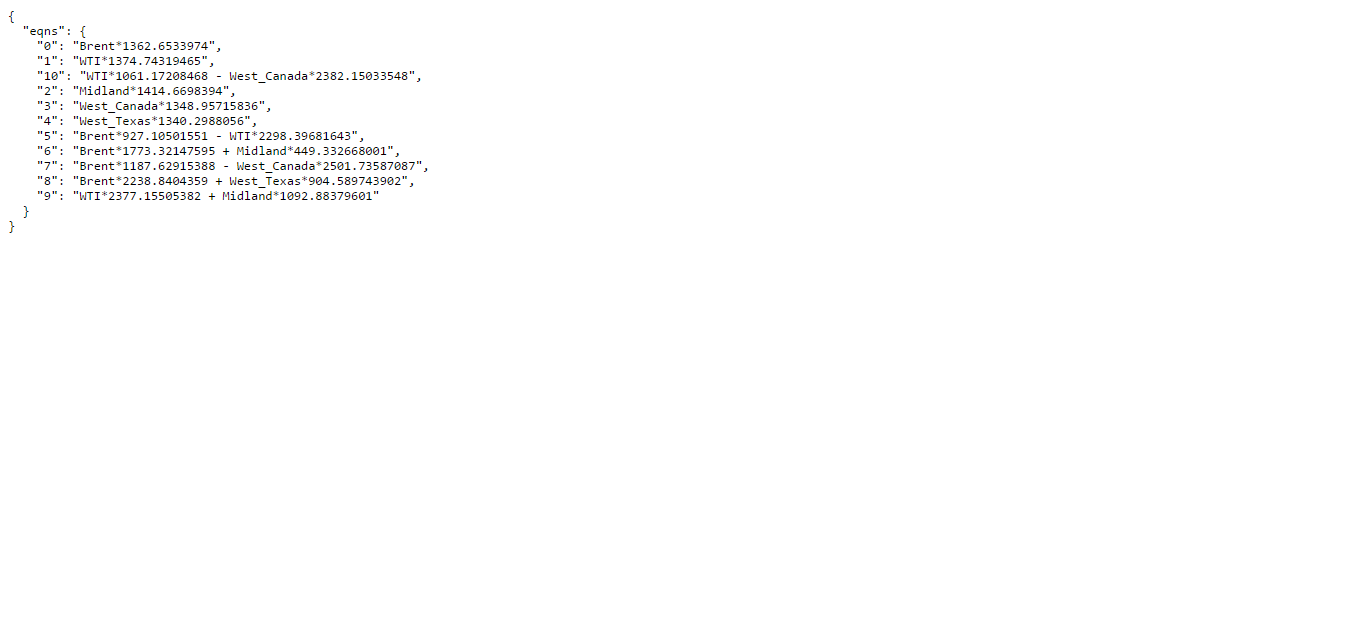 {
"eqns": {
"0": "Brent*1362.6533974",
"1": "WTI*1374.74319465",
"10": "WTI*1061.17208468 - West_Canada*2382.15033548",
"2": "Midland*1414.6698394",
"3": "West_Canada*1348.95715836",
"4": "West_Texas*1340.2988056",
"5": "Brent*927.10501551 - WTI*2298.39681643",
"6": "Brent*1773.32147595 + Midland*449.332668001",
"7": "Brent*1187.62915388 - West_Canada*2501.73587087",
"8": "Brent*2238.8404359 + West_Texas*904.589743902",
"9": "WTI*2377.15505382 + Midland*1092.88379601"
}
}